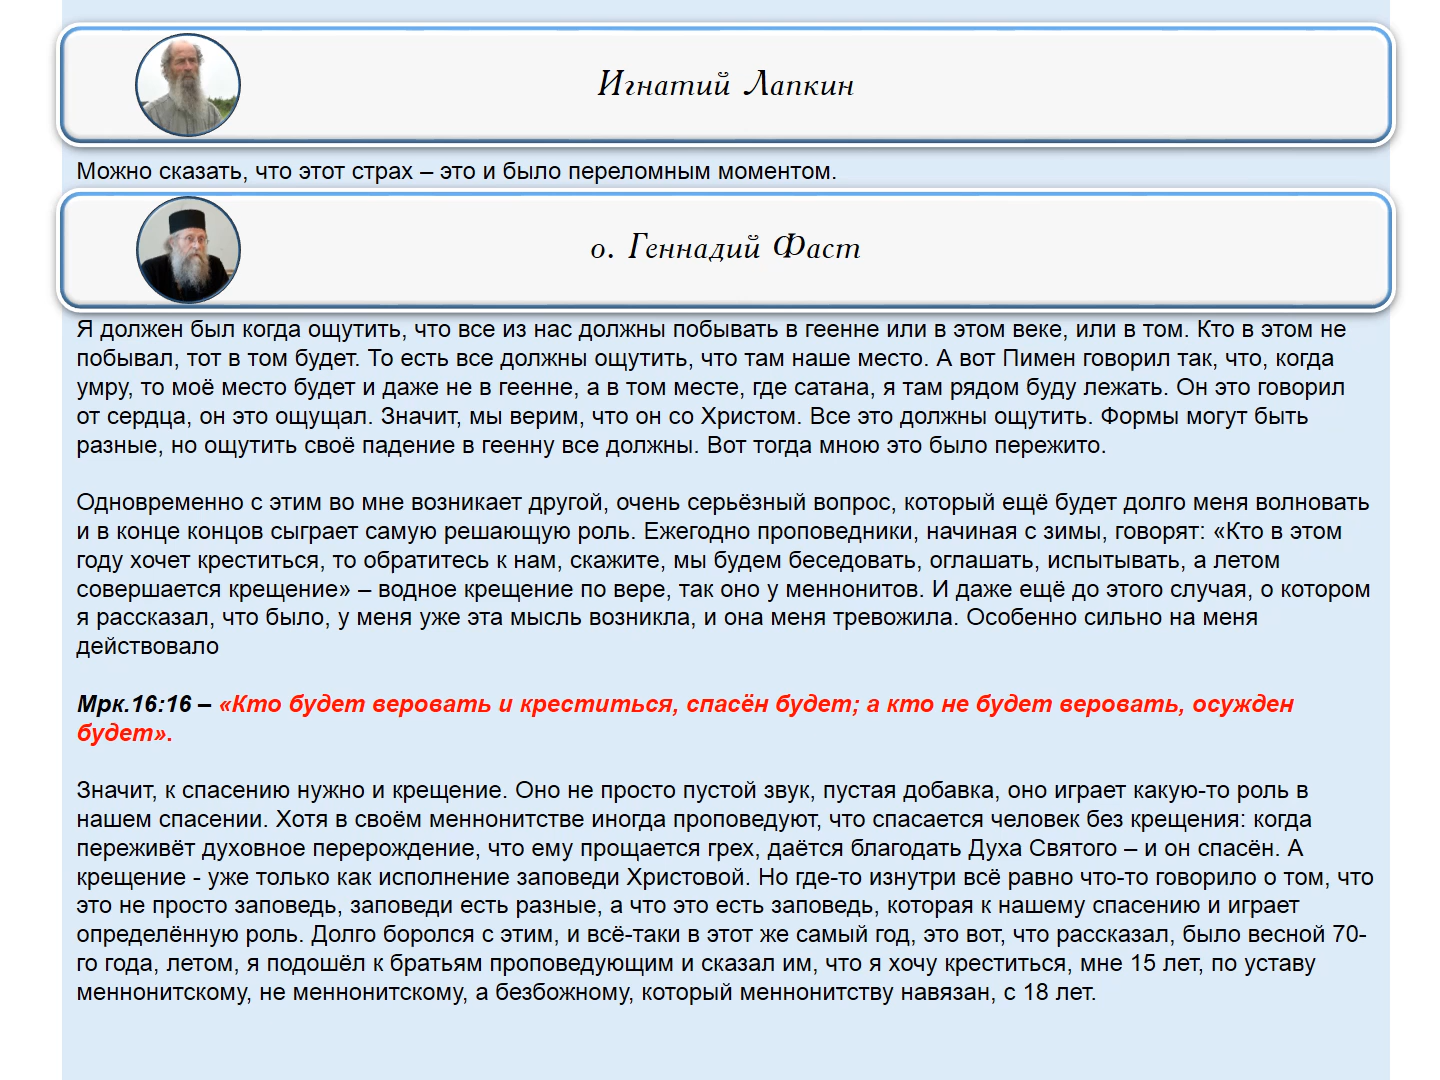 Игнатий Лапкин
Можно сказать, что этот страх – это и было переломным моментом.
о. Геннадий Фаст
Я должен был когда ощутить, что все из нас должны побывать в геенне или в этом веке, или в том. Кто в этом не
побывал, тот в том будет. То есть все должны ощутить, что там наше место. А вот Пимен говорил так, что, когда
умру, то моё место будет и даже не в геенне, а в том месте, где сатана, я там рядом буду лежать. Он это говорил
от сердца, он это ощущал. Значит, мы верим, что он со Христом. Все это должны ощутить. Формы могут быть
разные, но ощутить своё падение в геенну все должны. Вот тогда мною это было пережито.
Одновременно с этим во мне возникает другой, очень серьёзный вопрос, который ещё будет долго меня волновать
и в конце концов сыграет самую решающую роль. Ежегодно проповедники, начиная с зимы, говорят: «Кто в этом
году хочет креститься, то обратитесь к нам, скажите, мы будем беседовать, оглашать, испытывать, а летом
совершается крещение» – водное крещение по вере, так оно у меннонитов. И даже ещё до этого случая, о котором
я рассказал, что было, у меня уже эта мысль возникла, и она меня тревожила. Особенно сильно на меня
действовало
Мрк.16:16 – «Кто будет веровать и креститься, спасён будет; а кто не будет веровать, осужден
будет».
Значит, к спасению нужно и крещение. Оно не просто пустой звук, пустая добавка, оно играет какую-то роль в
нашем спасении. Хотя в своём меннонитстве иногда проповедуют, что спасается человек без крещения: когда
переживёт духовное перерождение, что ему прощается грех, даётся благодать Духа Святого – и он спасён. А
крещение - уже только как исполнение заповеди Христовой. Но где-то изнутри всё равно что-то говорило о том, что
это не просто заповедь, заповеди есть разные, а что это есть заповедь, которая к нашему спасению и играет
определённую роль. Долго боролся с этим, и всё-таки в этот же самый год, это вот, что рассказал, было весной 70-
го года, летом, я подошёл к братьям проповедующим и сказал им, что я хочу креститься, мне 15 лет, по уставу
меннонитскому, не меннонитскому, а безбожному, который меннонитству навязан, с 18 лет.